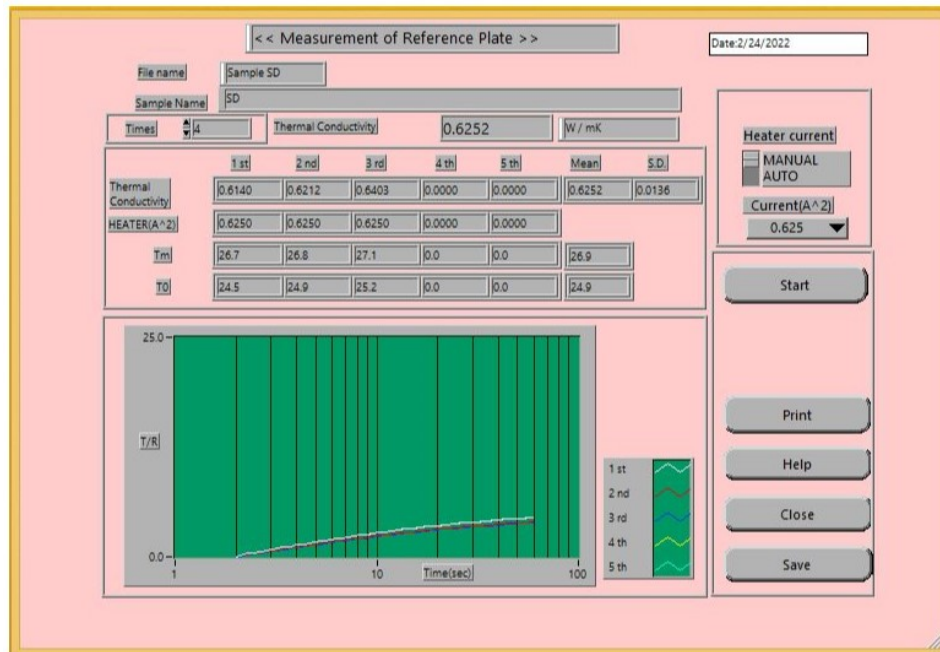 << Measurement of Reference Plate >>
Date:2/24/2022
File name Sample SD
Sample Name SD
Times 4 Thermal Conductivity 0.6252 W / mK
1 st 2 nd 3 rd 4 th 5 th Mean S.D.
Thermal
Conductivity 0.6140 0.6212 0.6403 0.0000 0.0000 0.6252 0.0136
HEATER(A^2) 0.6250 0.6250 0.6250 0.0000 0.0000
Tm 26.7 26.8 27.1 0.0 0.0 26.9
T0 24.5 24.9 25.2 0.0 0.0 24.9
Heater current
MANUAL
AUTO
Current(A^2)
0.625
Start
Print
Help
Close
Save
25.0
T/R
0.0
1 10 Time(sec) 100
1 st
2 nd
3 rd
4 th
5 th